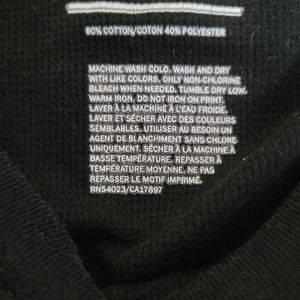 60% COTTON/COTON 40% POLYESTER
MACHINE WASH COLD. WASH AND DRY
WITH LIKE COLORS. ONLY NON-CHLORINE
BLEACH WHEN NEEDED. TUMBLE DRY LOW.
WARM IRON. DO NOT IRON ON PRINT.
LAVER À LA MACHINE À L'EAU FROIDE.
LAVER ET SÉCHER AVEC DES COULEURS
SEMBLABLES. UTILISER AU BESOIN UN
AGENT DE BLANCHIMENT SANS CHLORE
UNIQUEMENT. SÉCHER À LA MACHINE À
BASSE TEMPÉRATURE. REPASSER À
TEMPÉRATURE MOYENNE. NE PAS
REPASSER LE MOTIF IMPRIMÉ.
RN54023/CA17897